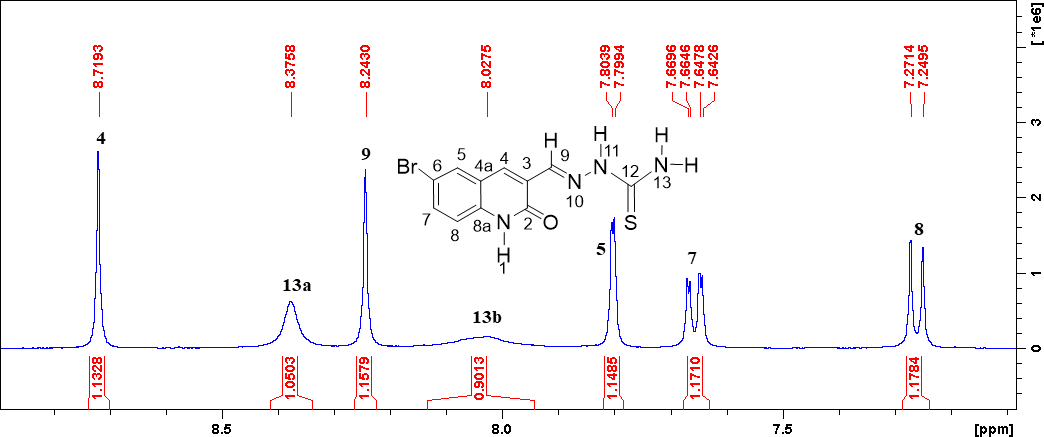 8.7193
8.3758
8.2430
8.0275
7.8039
7.7994
7.6696
7.6646
7.6478
7.6426
7.2714
7.2495
[ *1e6]
4
13a
9
13b
5
7
8
H
9
H
11
H
Br
6
5
4a
4
3
N
12
N
13
H
N
10
7
8
8a
N
2
O
S
H
1
3
2
1
0
1.1328
1.0503
1.1579
0.9013
1.1485
1.1710
1.1784
8.5
8.0
7.5
[ppm]